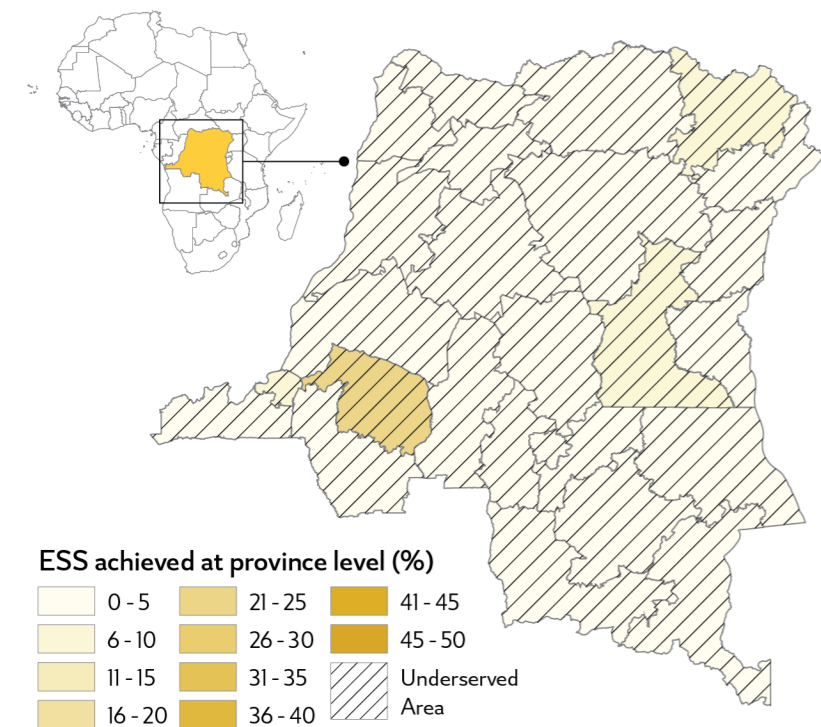 ESS achieved at province level (%)
0 - 5
6 - 10
11 - 15
16 - 20
21 - 25
26 - 30
31 - 35
36 - 40
41 - 45
45 - 50
Underserved
Area